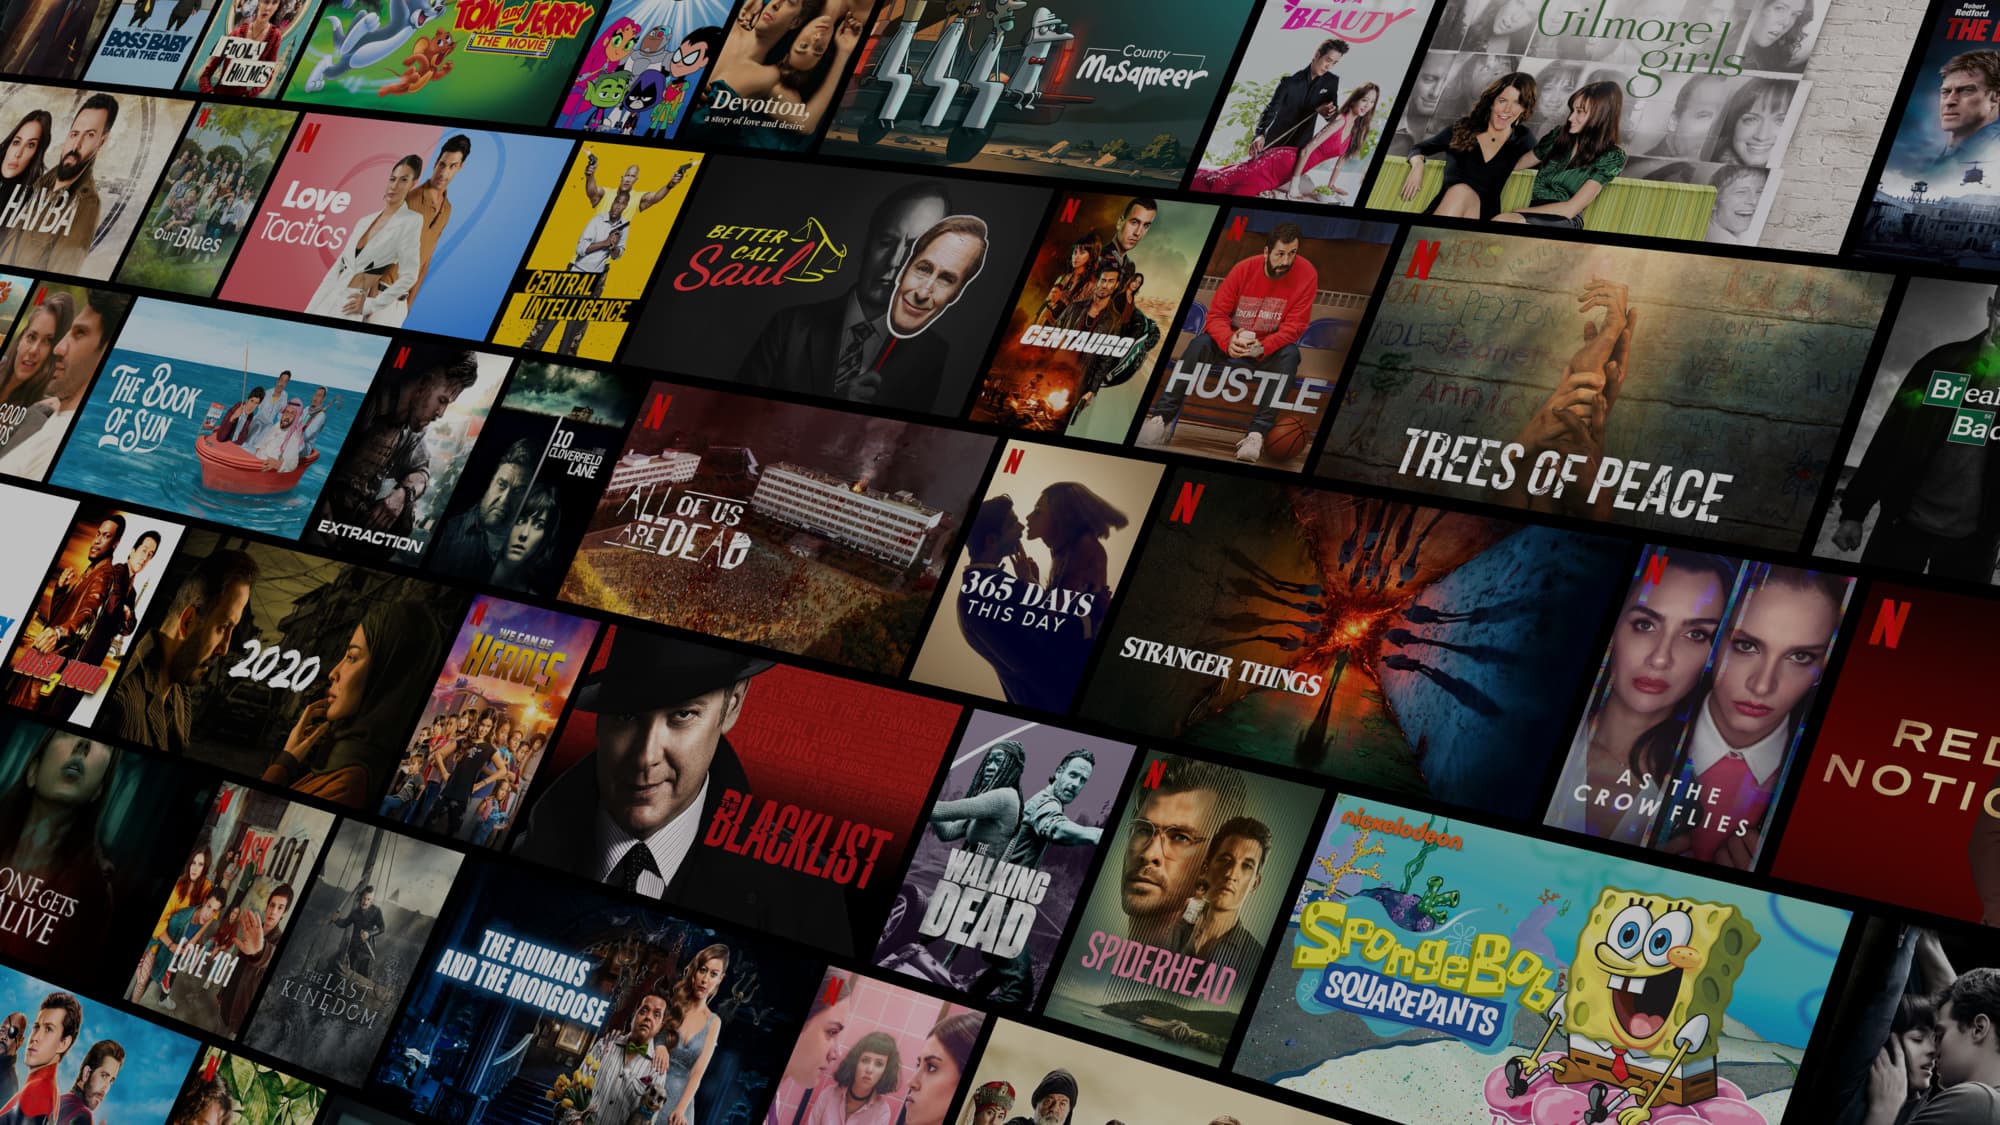 BOSS BABY
BACK IN THE CRIB
ENOLA
HOLMES
TOM and JERRY
THE MOVIE
Devotion,
a story of love and desire
County
MaSameer
BEAUTY
Gilmore
girls
Robert
Redford
THE
HAYBA
N
our Blues
N
Love
Tactics
CENTRAL
INTELLIGENCE
BETTER
CALL
Saul
N
CENTAURO
N
HUSTLE
N
TREES OF PEACE
Break
Bad
THE BOOK
OF SUN
N
EXTRACTION
10
CLOVERFIELD
LANE
N
ALL OF US
ARE DEAD
N
365 DAYS
THIS DAY
N
STRANGER THINGS
N
AS THE
CROW FLIES
N
RED
NOTIC
RUSH HOUR
3
2020
N
WE CAN BE
HEROES
THE
BLACKLIST
THE
WALKING
DEAD
N
SPIDERHEAD
nickelodeon
SpongeBob
SQUAREPANTS
ONE GETS
ALIVE
N
LOVE 101
THE LAST
KINGDOM
THE HUMANS
AND THE MONGOOSE
N
N